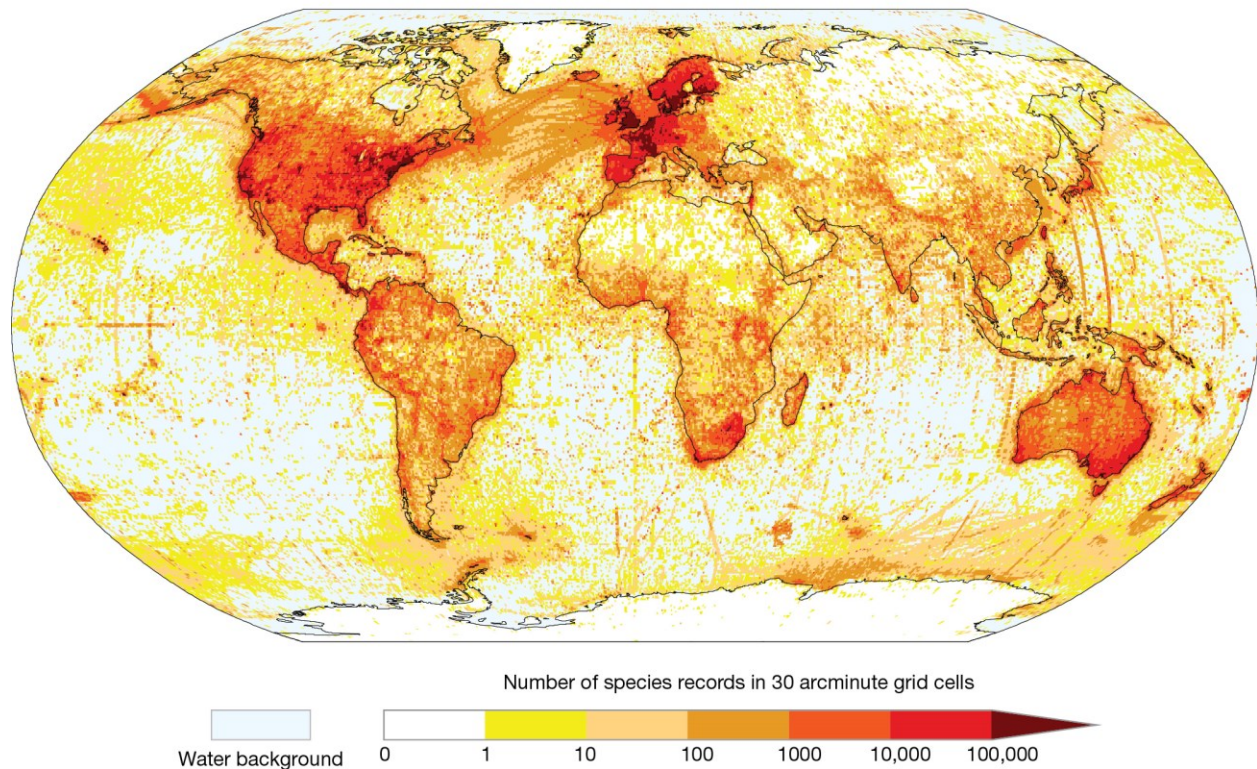 Number of species records in 30 arcminute grid cells
Water background
0 1 10 100 1000 10,000 100,000